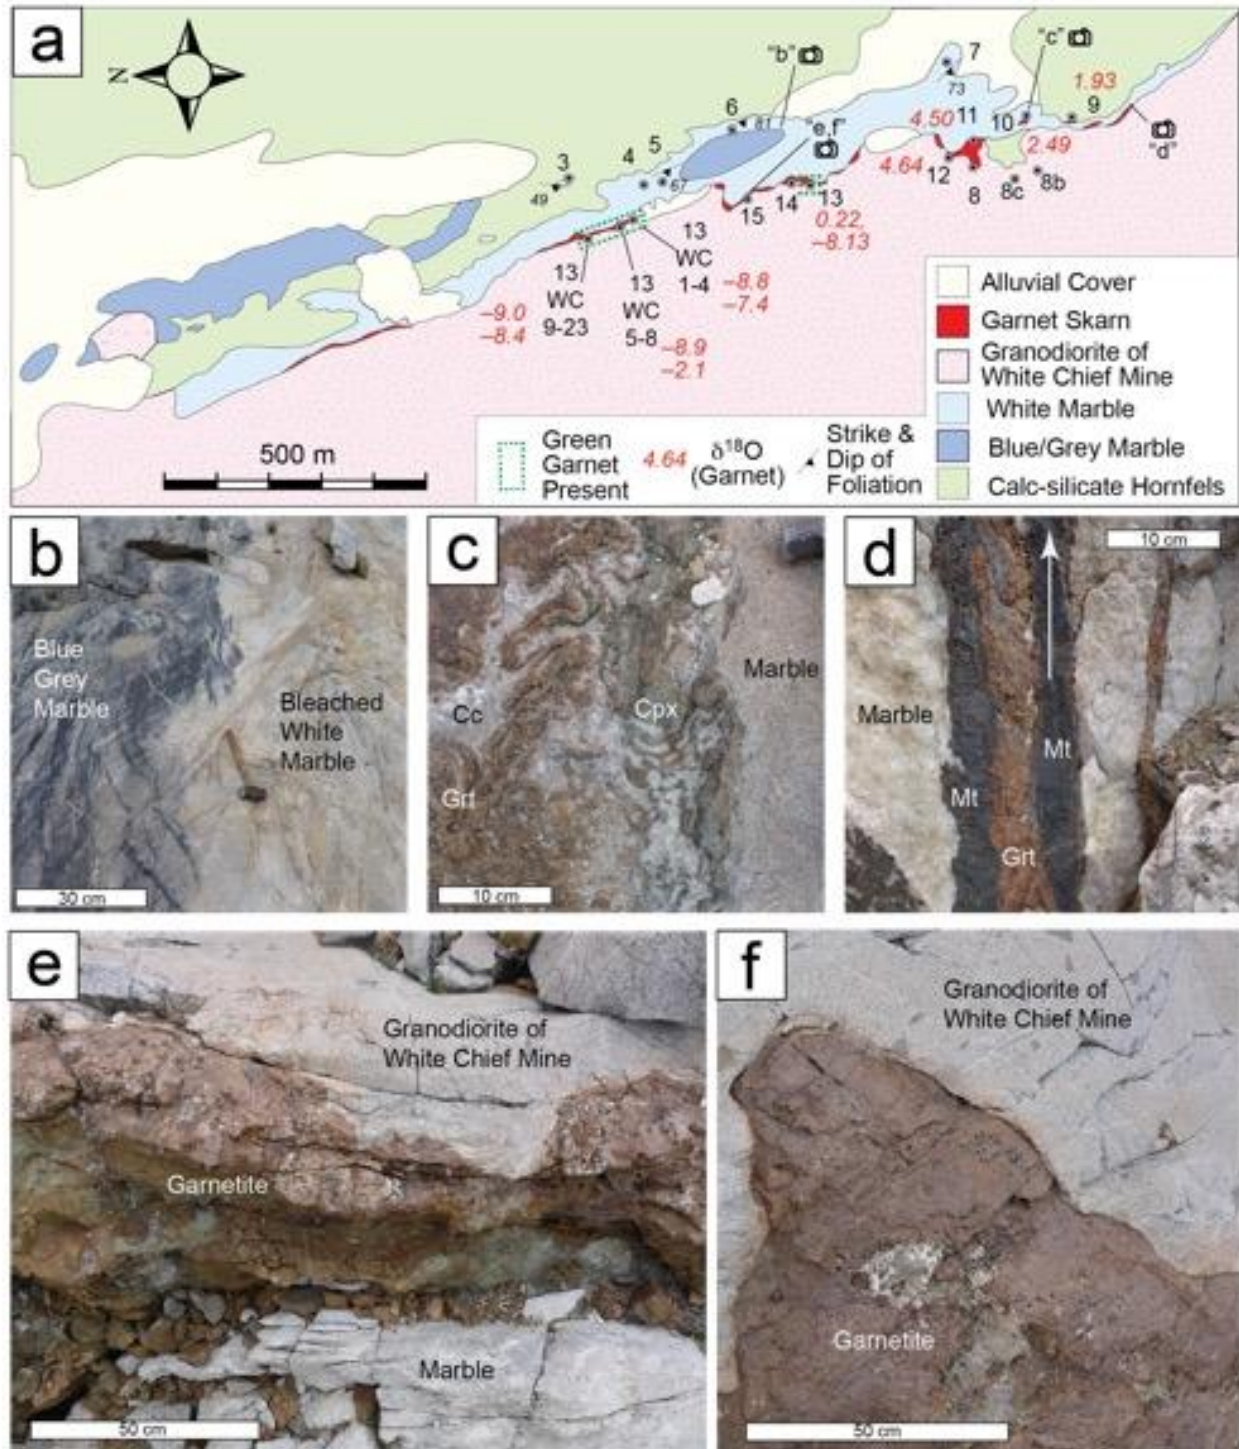 a
N
"b"
7
"c"
73
1.93
6
81
"e,f"
4.50
11
10
9
5
4
3
67
49
2.49
"d"
4.64
12
8
8c
8b
15
14
13
0.22,
–8.13
13
WC
1-4
13
WC
5-8
13
WC
9-23
–8.8
–7.4
–9.0
–8.4
–8.9
–2.1
500 m
Green
Garnet
Present
4.64
δ18O
(Garnet)
Strike &
Dip of
Foliation
Alluvial Cover
Garnet Skarn
Granodiorite of
White Chief Mine
White Marble
Blue/Grey Marble
Calc-silicate Hornfels
b
Blue
Grey
Marble
Bleached
White
Marble
30 cm
c
Cc
Cpx
Marble
Grt
10 cm
d
10 cm
Marble
Mt
Mt
Grt
e
Granodiorite of
White Chief Mine
Garnetite
Marble
50 cm
f
Granodiorite of
White Chief Mine
Garnetite
50 cm